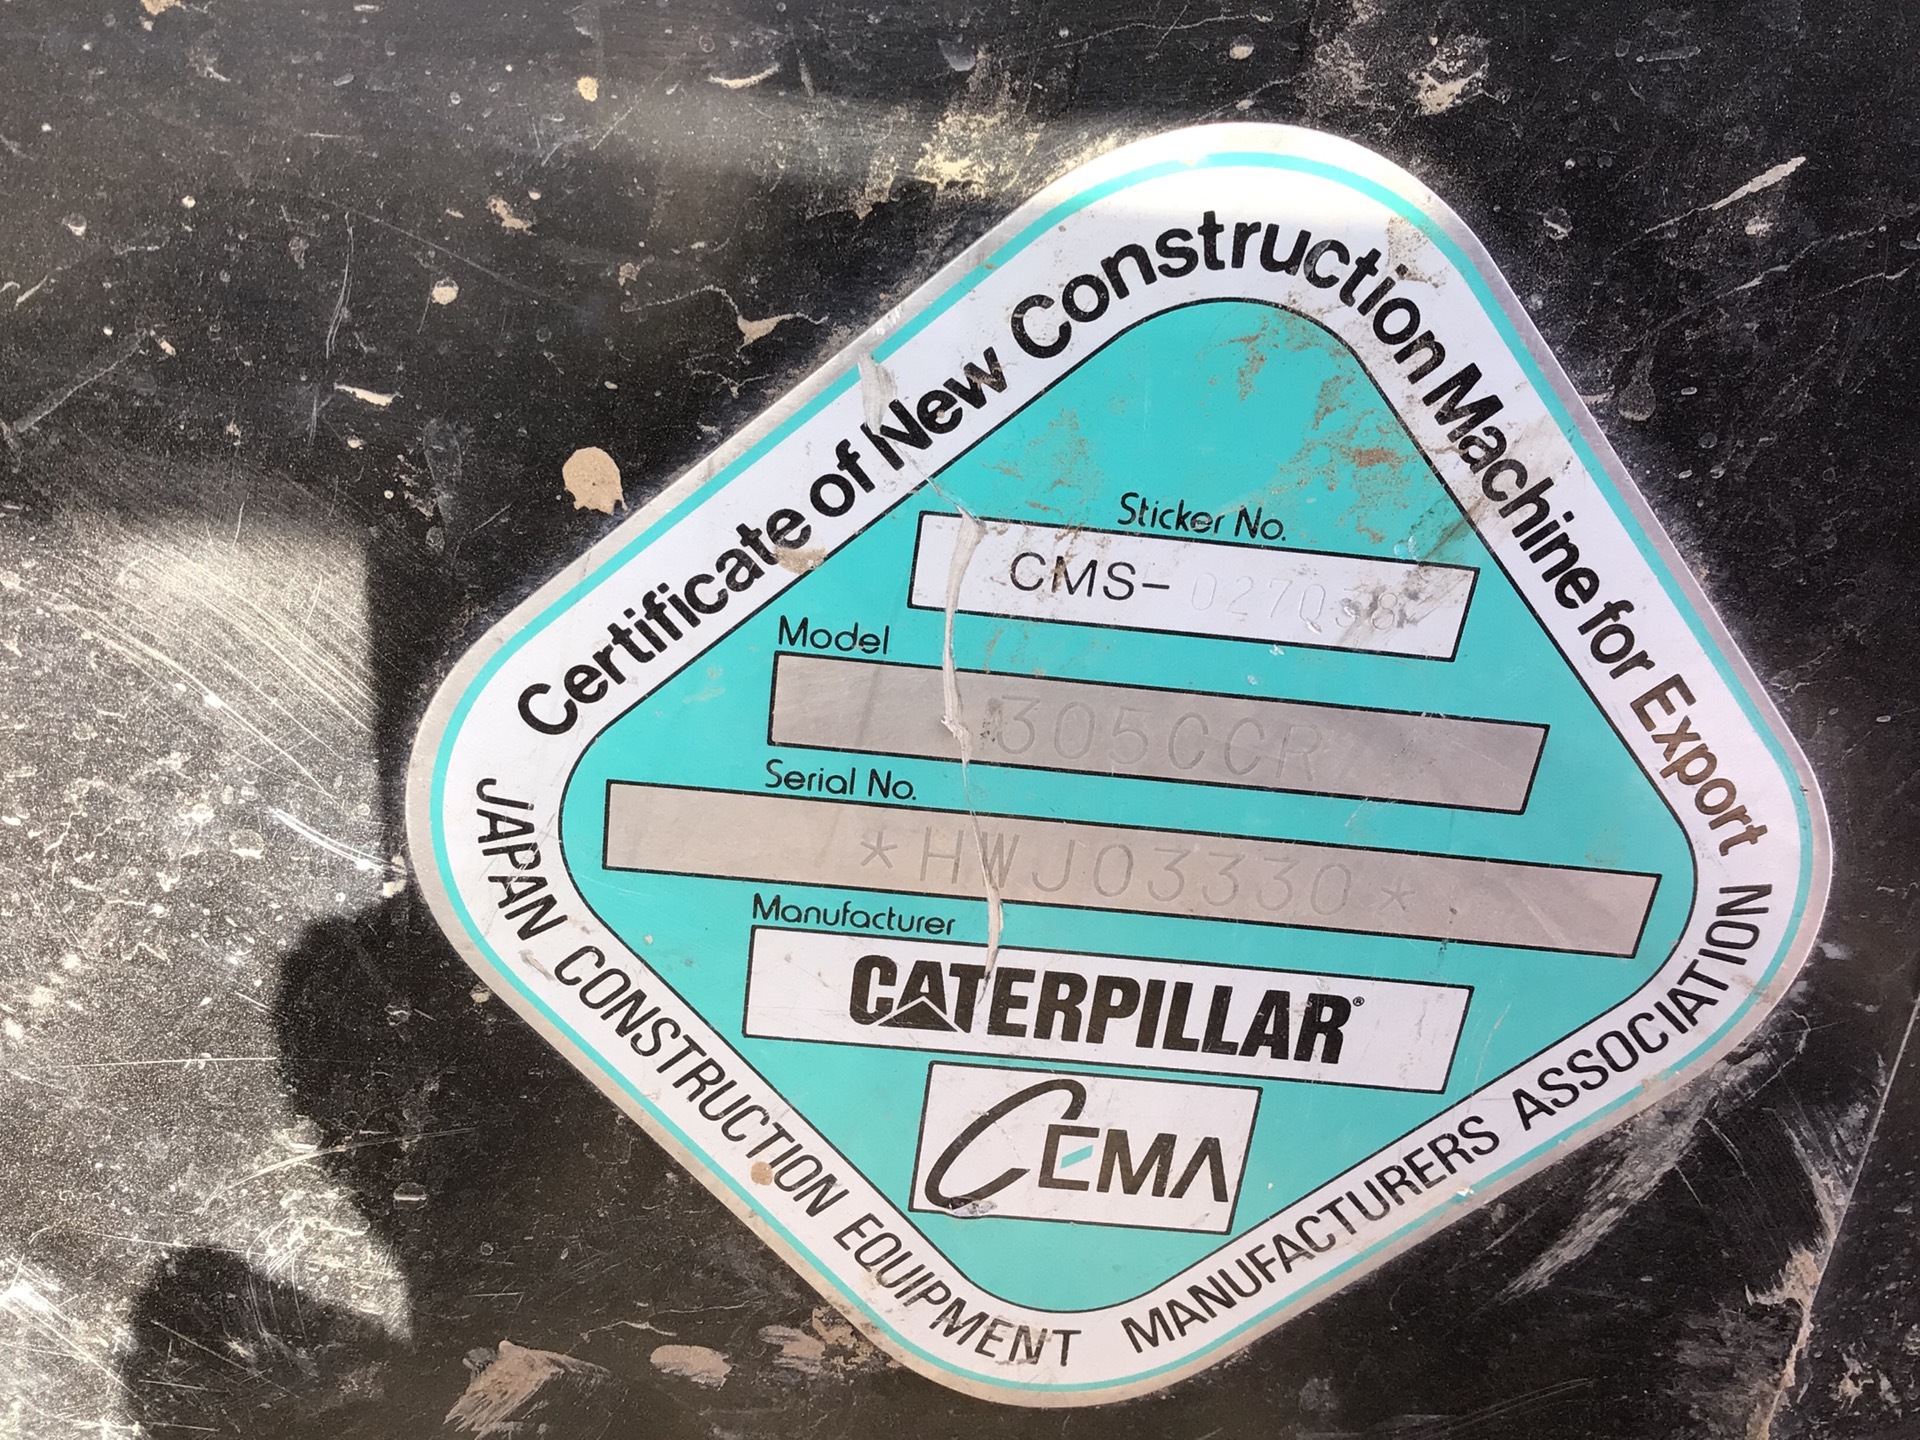 Certificate of New Construction Machine for Export
Sticker No.
CMS-
Model
305CCR
Serial No.
*HWJ03330*
Manufacturer
CATERPILLAR®
CEMA
JAPAN CONSTRUCTION EQUIPMENT MANUFACTURERS ASSOCIATION